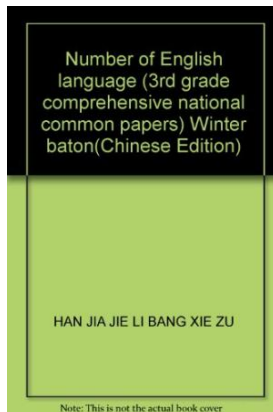 Number of English
language (3rd grade
comprehensive national
common papers) Winter
baton(Chinese Edition)
HAN JIA JIE LI BANG XIE ZU
Note: This is not the actual book cover